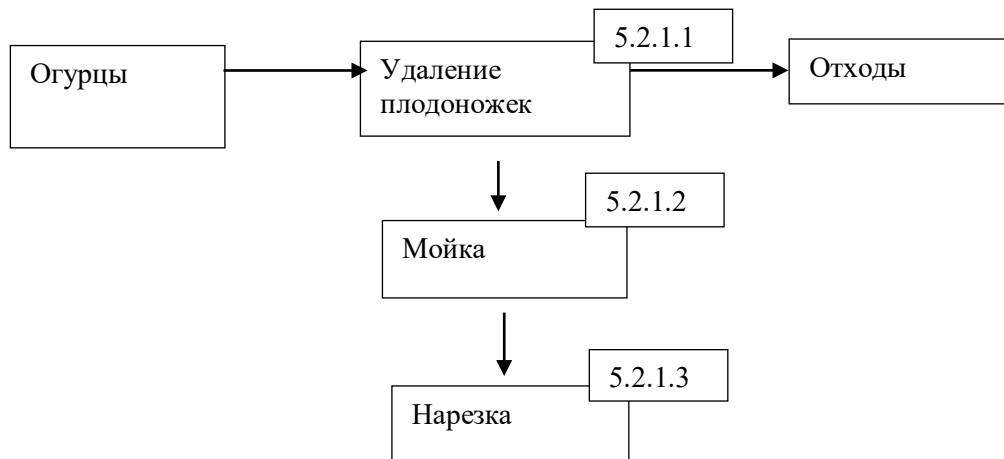 5.2.1.1
Огурцы
Удаление
плодоножек
Отходы
5.2.1.2
Мойка
5.2.1.3
Нарезка